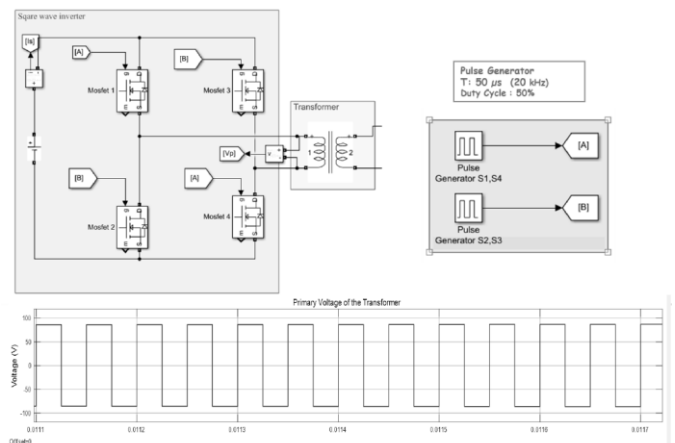 Sqare wave inverter
[Is]
[A]
[B]
Mosfet 1
Mosfet 3
Pulse Generator
T: 50 µs (20 kHz)
Duty Cycle : 50%
Transformer
[Vp]
v
1
2
[B]
[A]
Mosfet 2
Mosfet 4
[A]
Pulse
Generator S1,S4
[B]
Pulse
Generator S2,S3
Primary Voltage of the Transformer
Voltage (V)
100
50
0
-50
-100
0.0111
0.0112
0.0113
0.0114
0.0115
0.0116
0.0117